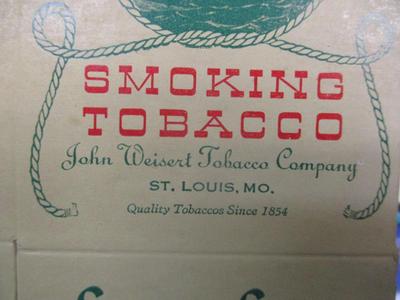 SMOKING
TOBACCO
John Weisert Tobacco Company
ST. LOUIS, MO.
Quality Tobaccos Since 1854